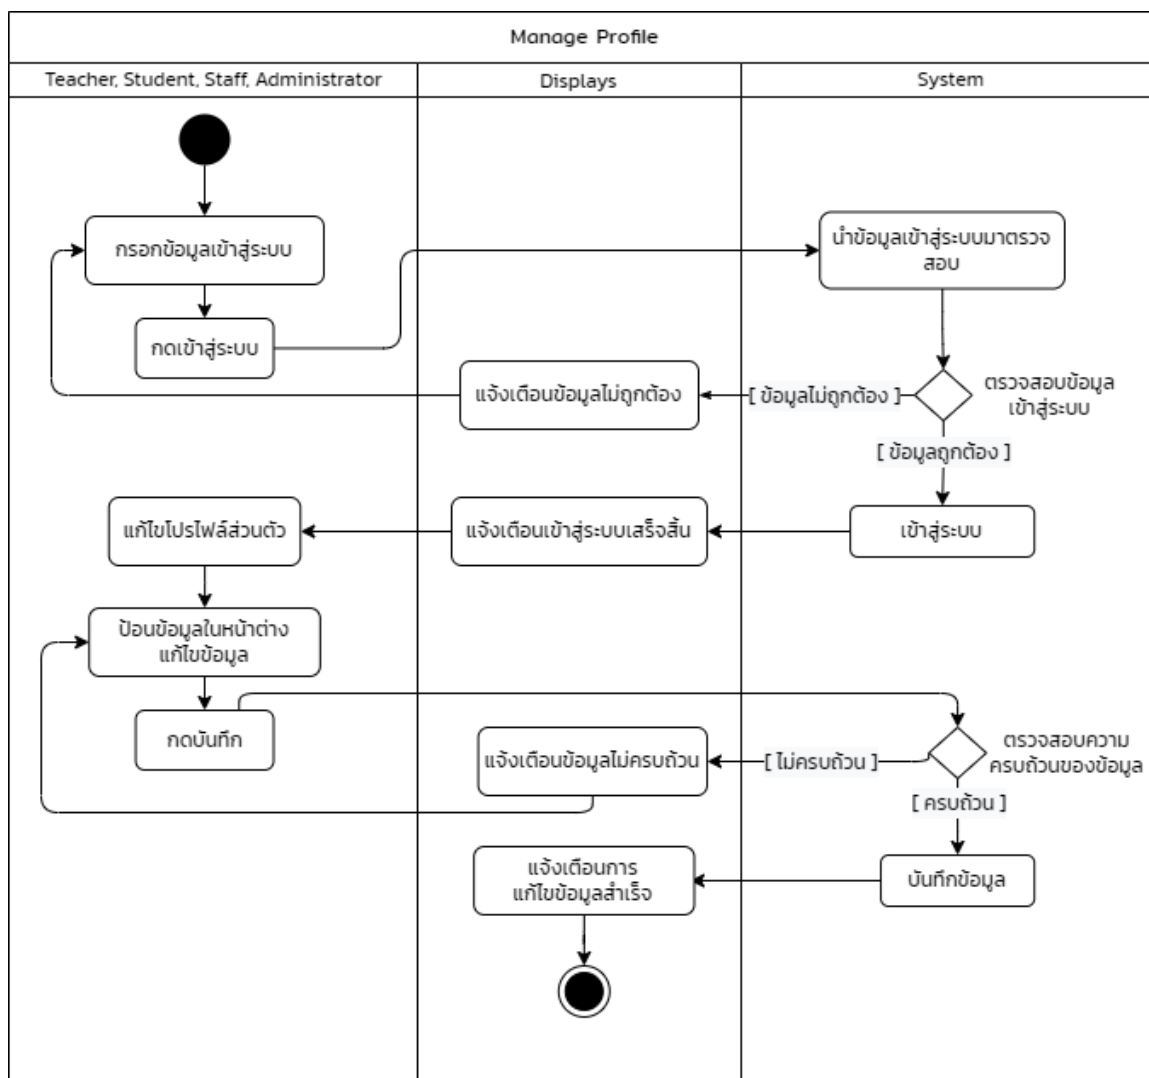 Manage Profile
Teacher, Student, Staff, Administrator
Displays
System
กรอกข้อมูลเข้าสู่ระบบ
นำข้อมูลเข้าสู่ระบบมาตรวจ
สอบ
กดเข้าสู่ระบบ
แจ้งเตือนข้อมูลไม่ถูกต้อง
[ ข้อมูลไม่ถูกต้อง ]
ตรวจสอบข้อมูล
เข้าสู่ระบบ
[ ข้อมูลถูกต้อง ]
แก้ไขโปรไฟล์ส่วนตัว
แจ้งเตือนเข้าสู่ระบบเสร็จสิ้น
เข้าสู่ระบบ
ป้อนข้อมูลในหน้าต่าง
แก้ไขข้อมูล
กดบันทึก
แจ้งเตือนข้อมูลไม่ครบถ้วน
[ ไม่ครบถ้วน ]
ตรวจสอบความ
ครบถ้วนของข้อมูล
[ ครบถ้วน ]
แจ้งเตือนการ
แก้ไขข้อมูลสำเร็จ
บันทึกข้อมูล